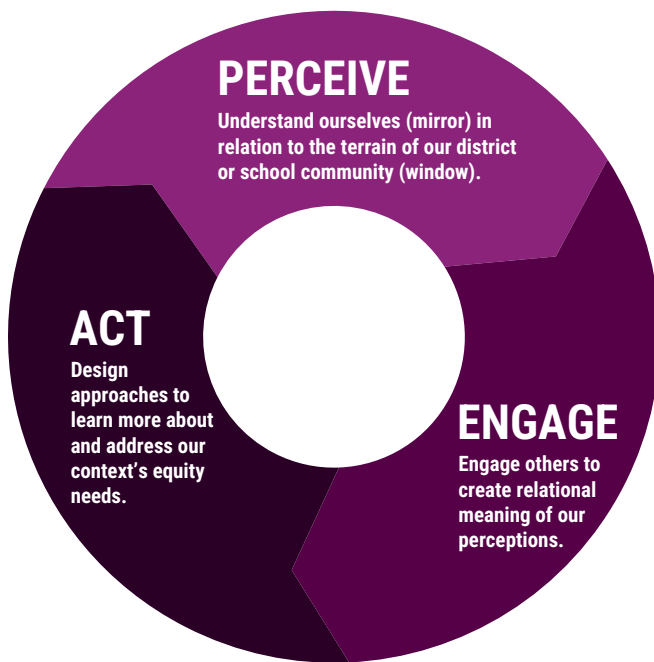 PERCEIVE
Understand ourselves (mirror) in
relation to the terrain of our district
or school community (window).
ENGAGE
Engage others to
create relational
meaning of our
perceptions.
ACT
Design
approaches to
learn more about
and address our
context’s equity
needs.